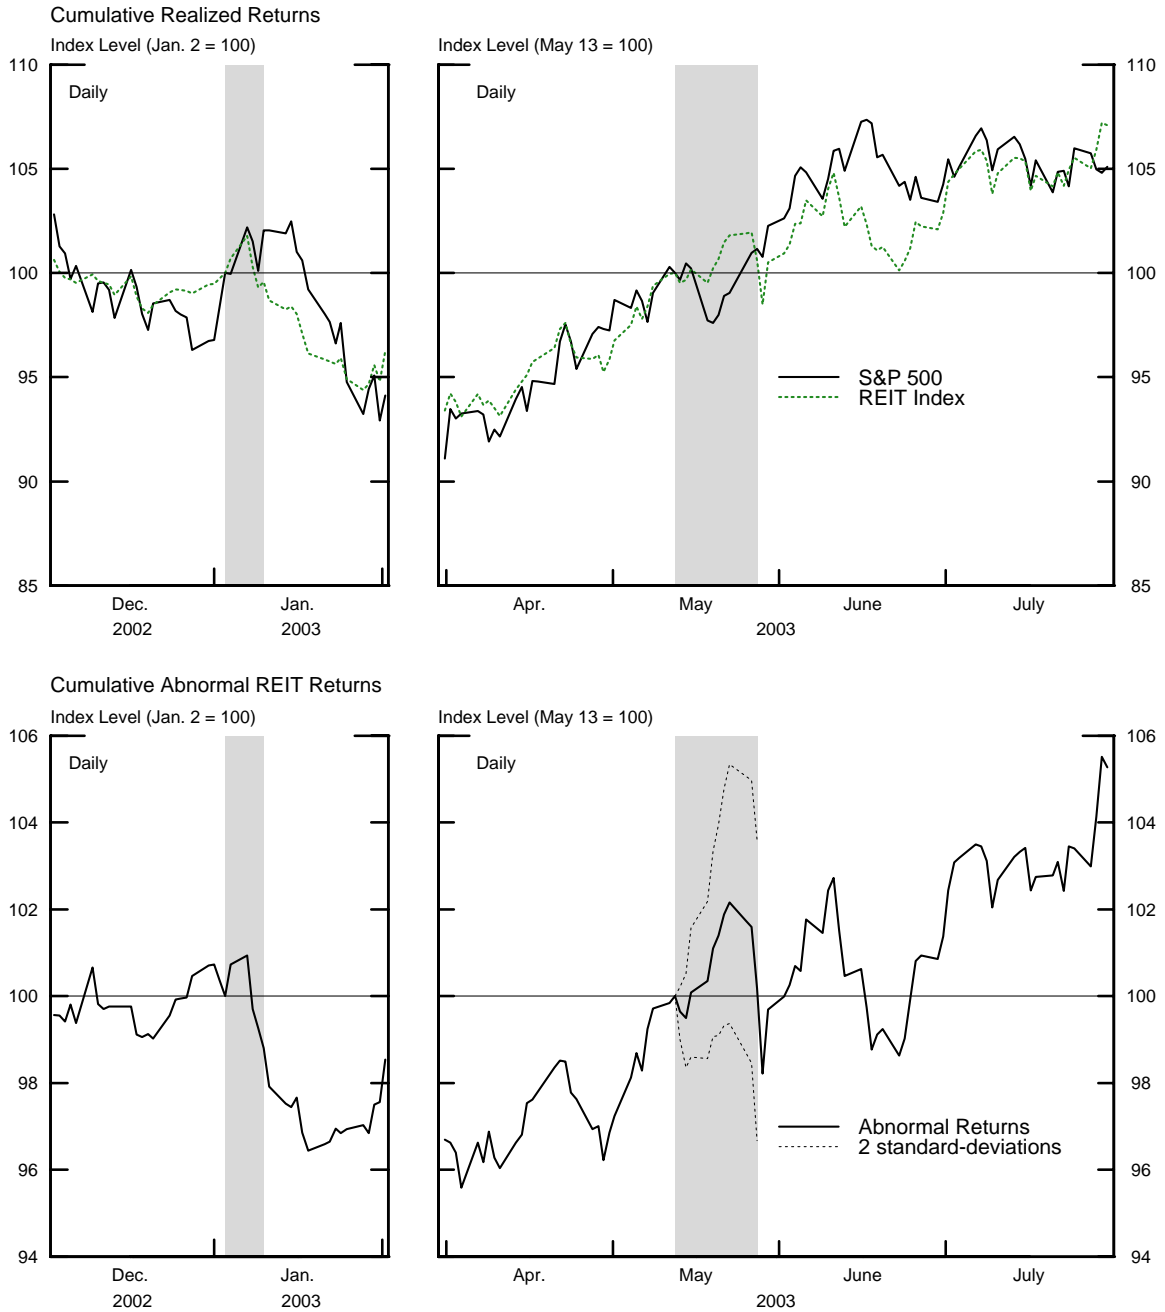 Cumulative Realized Returns
Index Level (Jan. 2 = 100)
Index Level (May 13 = 100)
110
110
Daily
Daily
105
105
100
100
95
95
S&P 500
REIT Index
90
90
85
85
Dec.
Jan.
Apr.
May
June
July
2002
2003
2003
Cumulative Abnormal REIT Returns
Index Level (Jan. 2 = 100)
Index Level (May 13 = 100)
106
106
Daily
Daily
104
104
102
102
100
100
98
98
Abnormal Returns
2 standard-deviations
96
96
94
94
Dec.
Jan.
Apr.
May
June
July
2002
2003
2003